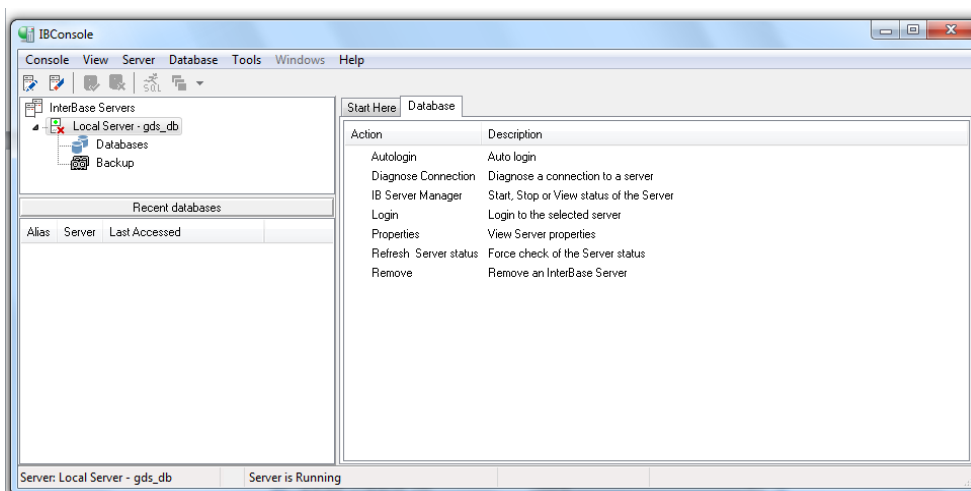 IBConsole
Console View Server Database Tools Windows Help
SQL
InterBase Servers
Local Server - gds_db
Databases
Backup
Recent databases
Alias Server Last Accessed
Start Here Database
Action Description
Autologin Auto login
Diagnose Connection Diagnose a connection to a server
IB Server Manager Start, Stop or View status of the Server
Login Login to the selected server
Properties View Server properties
Refresh Server status Force check of the Server status
Remove Remove an InterBase Server
Server: Local Server - gds_db Server is Running